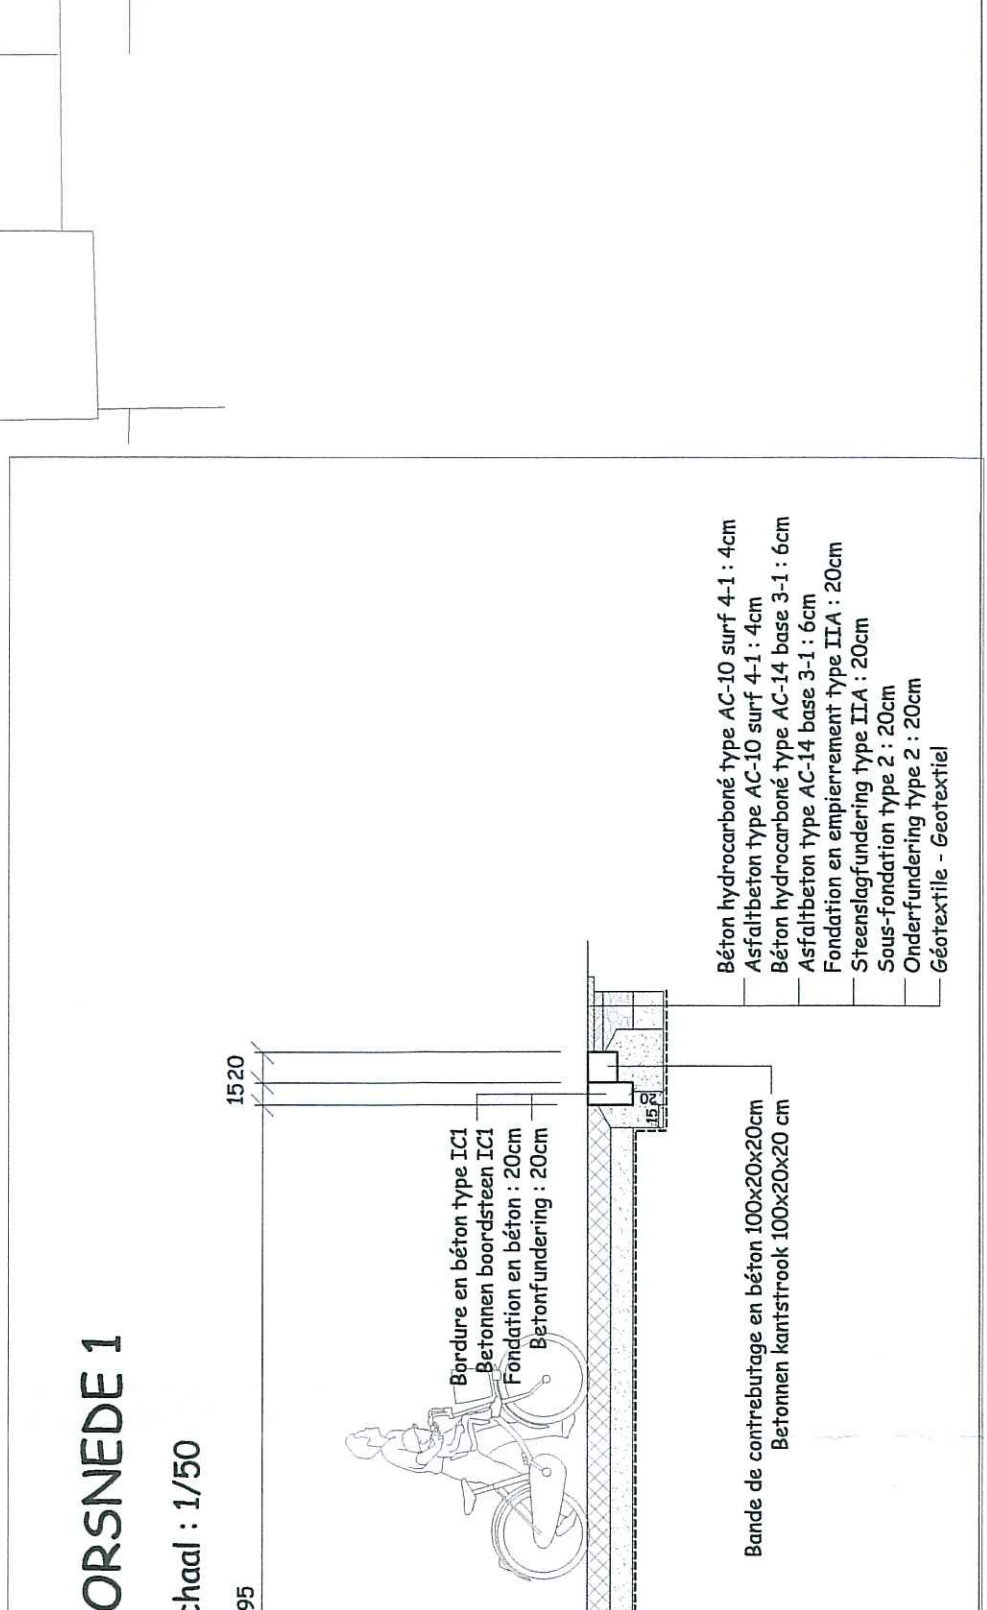 ORSNEDE 1
chaal : 1/50
95
1520
Bordure en béton type IC1
Betonnen boordsteen IC1
Fondation en béton : 20cm
Betonfundering : 20cm
15
20
Bande de contrebutage en béton 100x20x20cm
Betonnen kantstrook 100x20x20 cm
Béton hydrocarboné type AC-10 surf 4-1 : 4cm
Asfaltbeton type AC-10 surf 4-1 : 4cm
Béton hydrocarboné type AC-14 base 3-1 : 6cm
Asfaltbeton type AC-14 base 3-1 : 6cm
Fondation en empierrement type IIA : 20cm
Steenslagfundering type IIA : 20cm
Sous-fondation type 2 : 20cm
Onderfundering type 2 : 20cm
Géotextile - Geotextiel